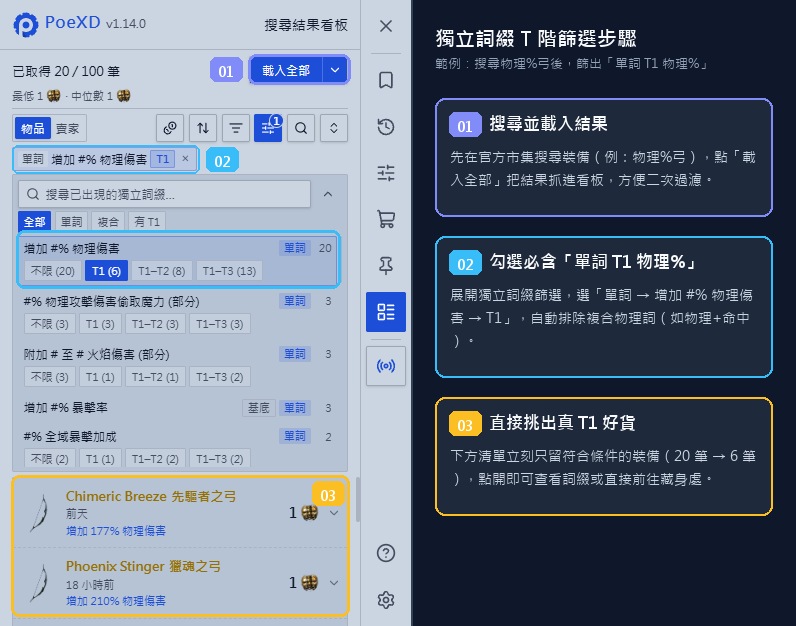 PoeXD v1.14.0
搜尋結果看板
已取得 20 / 100 筆
01
載入全部
最低 1 · 中位數 1
物品
賣家
1
單詞 增加 #% 物理傷害 T1 ×
02
搜尋已出現的獨立詞綴...
全部
單詞
複合
有 T1
增加 #% 物理傷害
單詞
20
不限 (20)
T1 (6)
T1–T2 (8)
T1–T3 (13)
#% 物理攻擊傷害偷取魔力 (部分)
單詞
3
不限 (3)
T1 (3)
T1–T2 (3)
T1–T3 (3)
附加 # 至 # 火焰傷害 (部分)
單詞
3
不限 (3)
T1 (1)
T1–T2 (1)
T1–T3 (2)
增加 #% 暴擊率
基底
單詞
3
#% 全域暴擊加成
單詞
2
不限 (2)
T1 (1)
T1–T2 (2)
T1–T3 (2)
03
Chimeric Breeze 先驅者之弓
前天
增加 177% 物理傷害
1
Phoenix Stinger 獵魂之弓
18 小時前
增加 210% 物理傷害
1
獨立詞綴 T 階篩選步驟
範例：搜尋物理%弓後，篩出「單詞 T1 物理%」
01 搜尋並載入結果
先在官方市集搜尋裝備（例：物理%弓），點「載
入全部」把結果抓進看板，方便二次過濾。
02 勾選必含「單詞 T1 物理%」
展開獨立詞綴篩選，選「單詞 → 增加 #% 物理傷
害 → T1」，自動排除複合物理詞（如物理+命中
）。
03 直接挑出真 T1 好貨
下方清單立刻只留符合條件的裝備（20 筆 → 6 筆
），點開即可查看詞綴或直接前往藏身處。